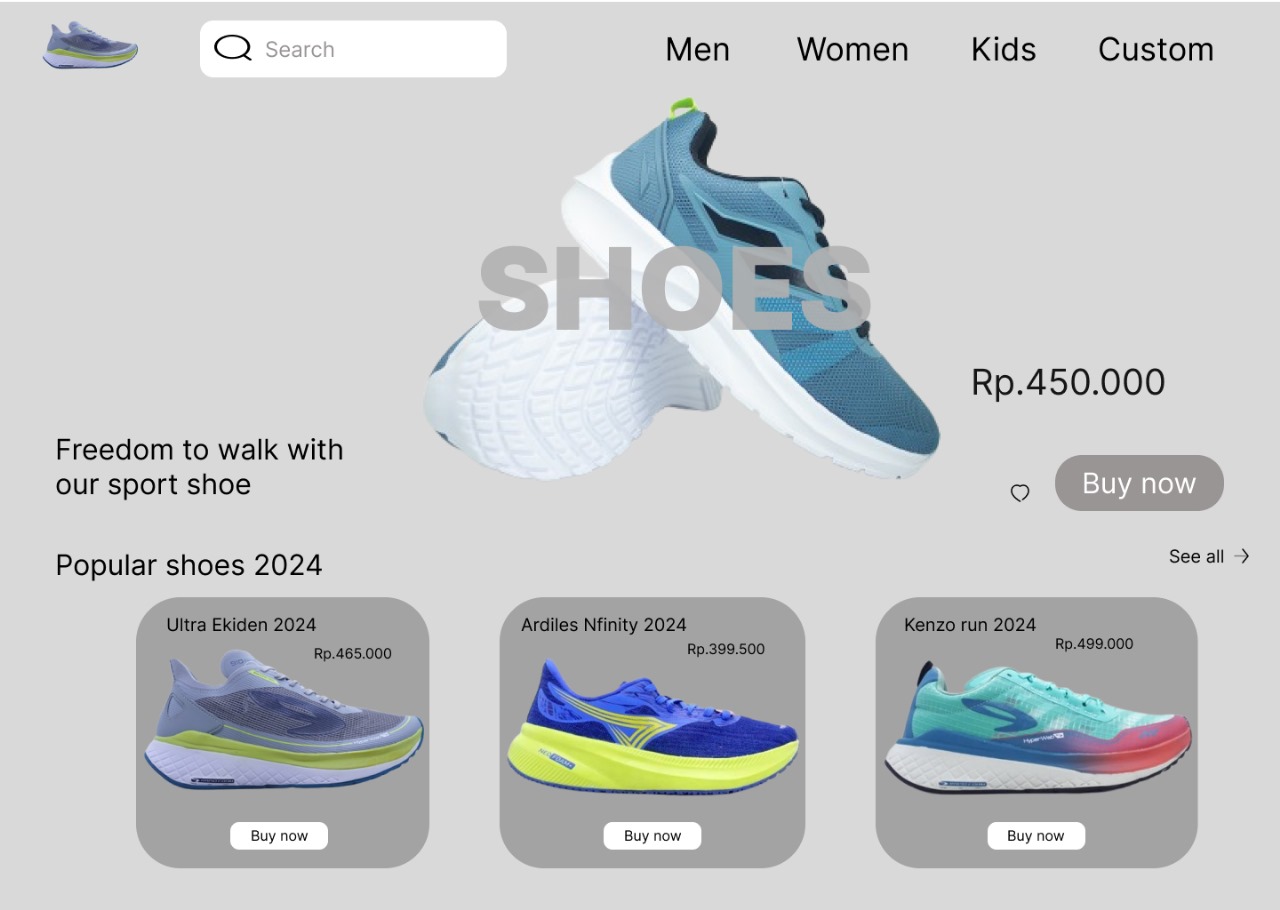 Search
Men
Women
Kids
Custom
SHOES
Rp.450.000
Freedom to walk with
our sport shoe
Buy now
Popular shoes 2024
See all
Ultra Ekiden 2024
Rp.465.000
Buy now
Ardiles Nfinity 2024
Rp.399.500
Buy now
Kenzo run 2024
Rp.499.000
Buy now